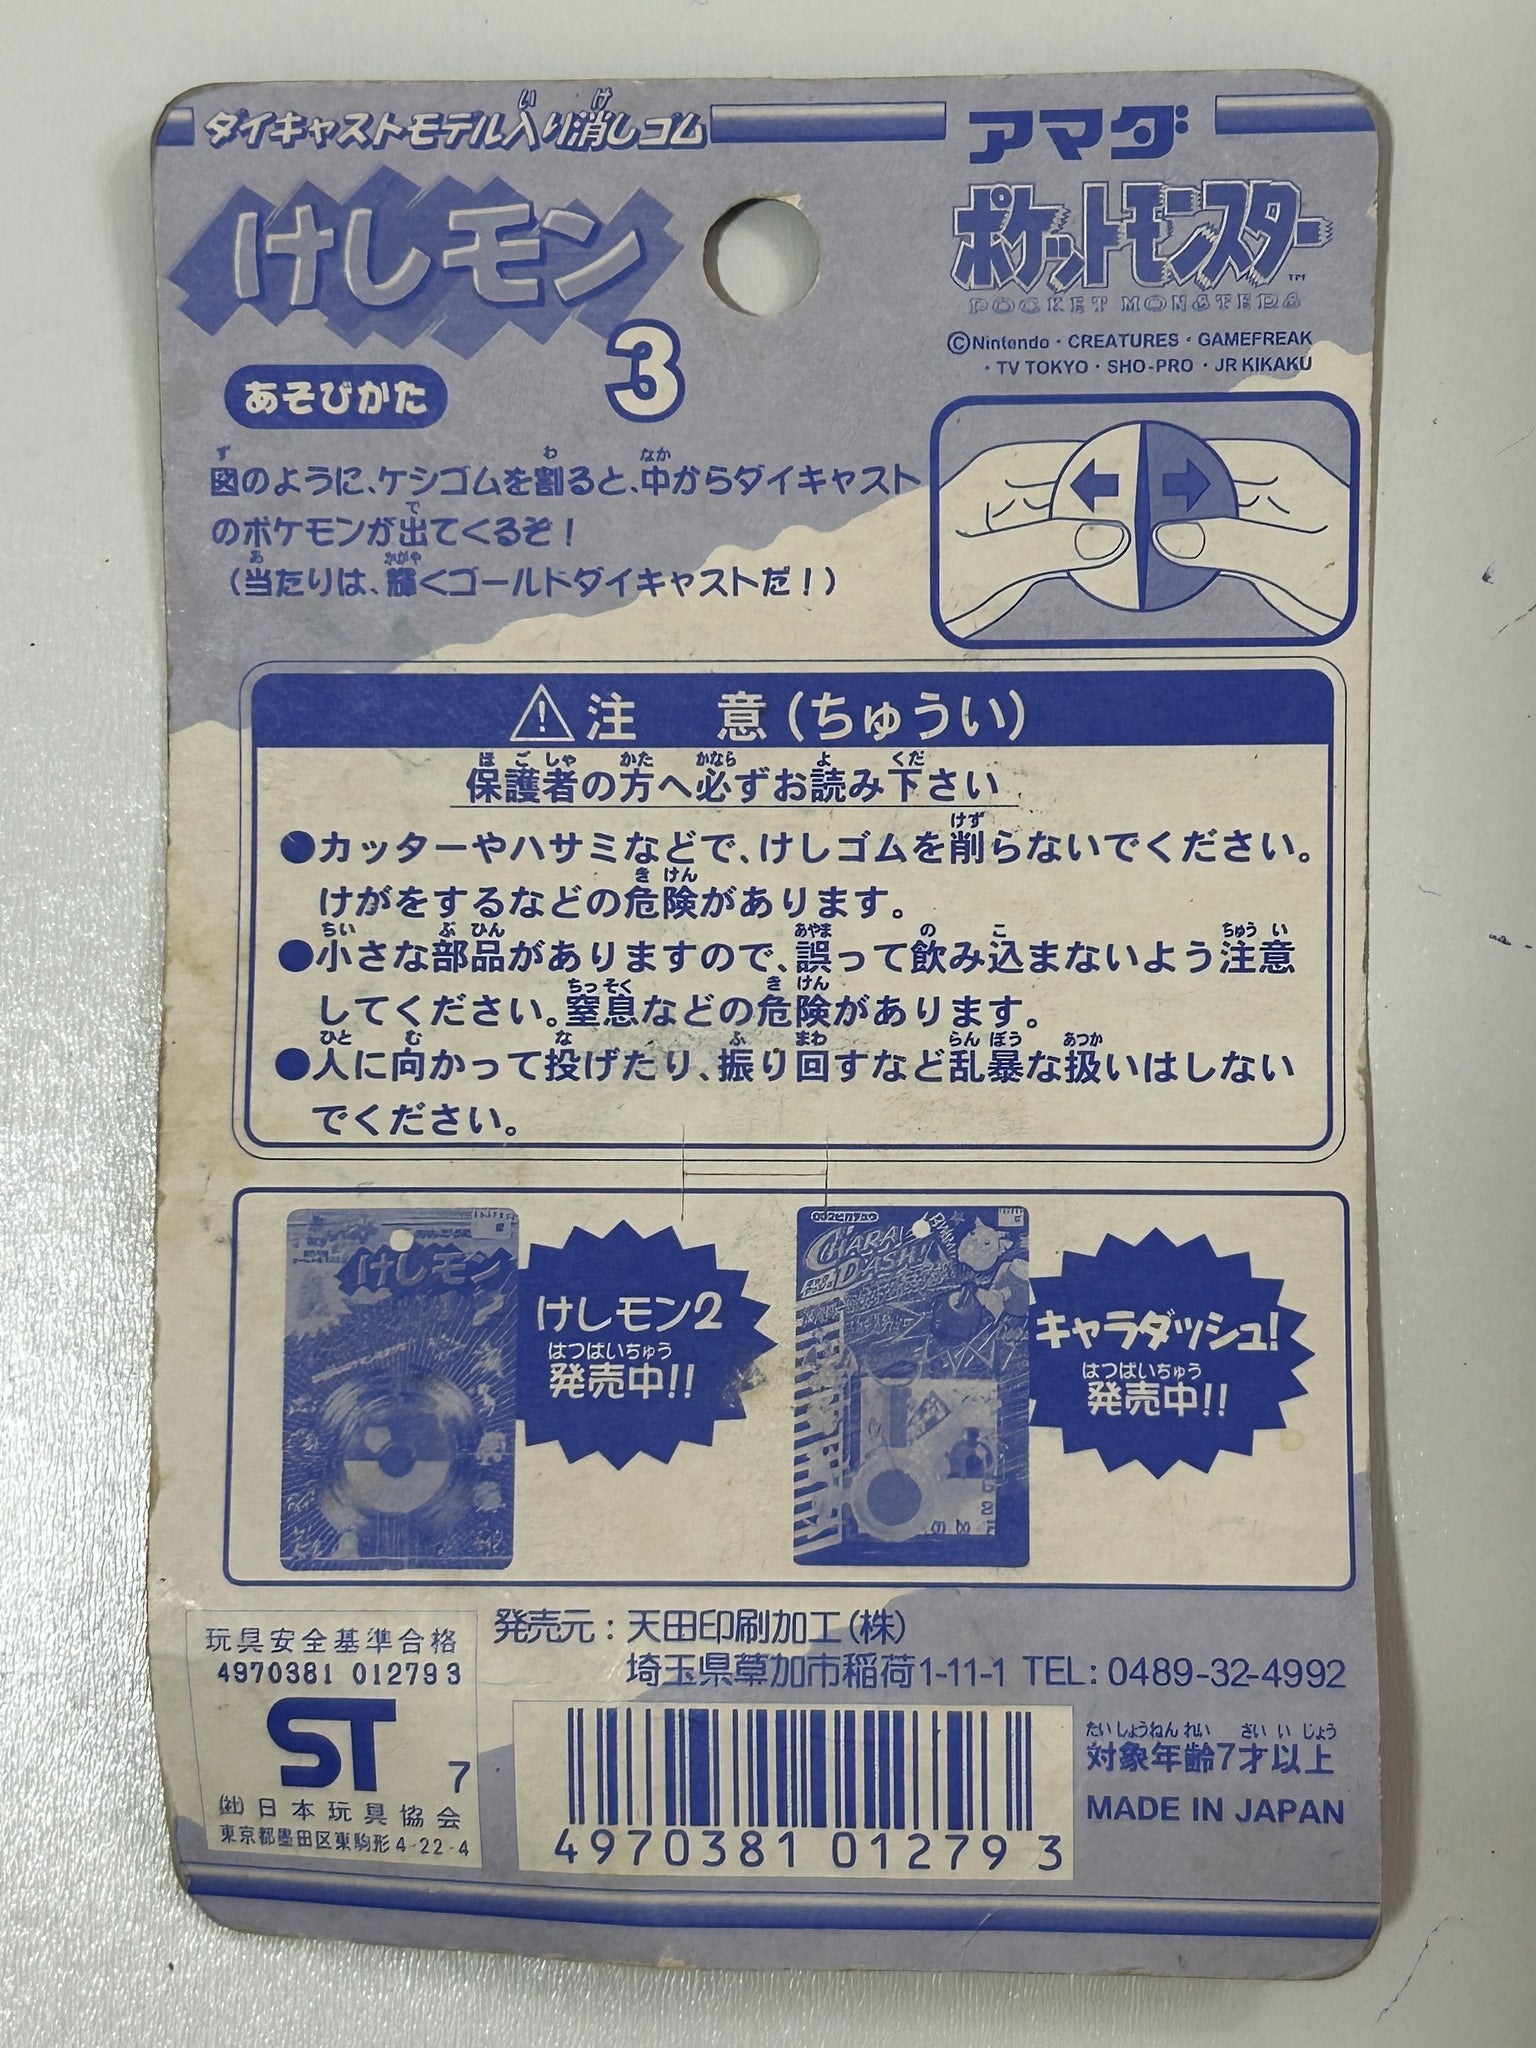 ダイキャストモデル入り消しゴム
アマダ
けしモン
3
ポケットモンスター
TM
POCKET MONSTERS
©Nintendo・CREATURES・GAMEFREAK
・TV TOKYO・SHO-PRO・JR KIKAKU
あそびかた
図のように、ケシゴムを割ると、中からダイキャスト
のポケモンが出てくるぞ!
(当たりは、輝くゴールドダイキャストだ!)
注 意(ちゅうい)
保護者の方へ必ずお読み下さい
●カッターやハサミなどで、けしゴムを削らないでください。
けがをするなどの危険があります。
●小さな部品がありますので、誤って飲み込まないよう注意
してください。窒息などの危険があります。
●人に向かって投げたり、振り回すなど乱暴な扱いはしない
でください。
けしモン
けしモン2
発売中!!
CHARA
DASH!
キャラダッシュ!
発売中!!
玩具安全基準合格
4970381 012793
ST 7
(社)日本玩具協会
東京都墨田区東駒形4-22-4
発売元:天田印刷加工(株)
埼玉県草加市稲荷1-11-1 TEL:0489-32-4992
4970381 012793
対象年齢7才以上
MADE IN JAPAN